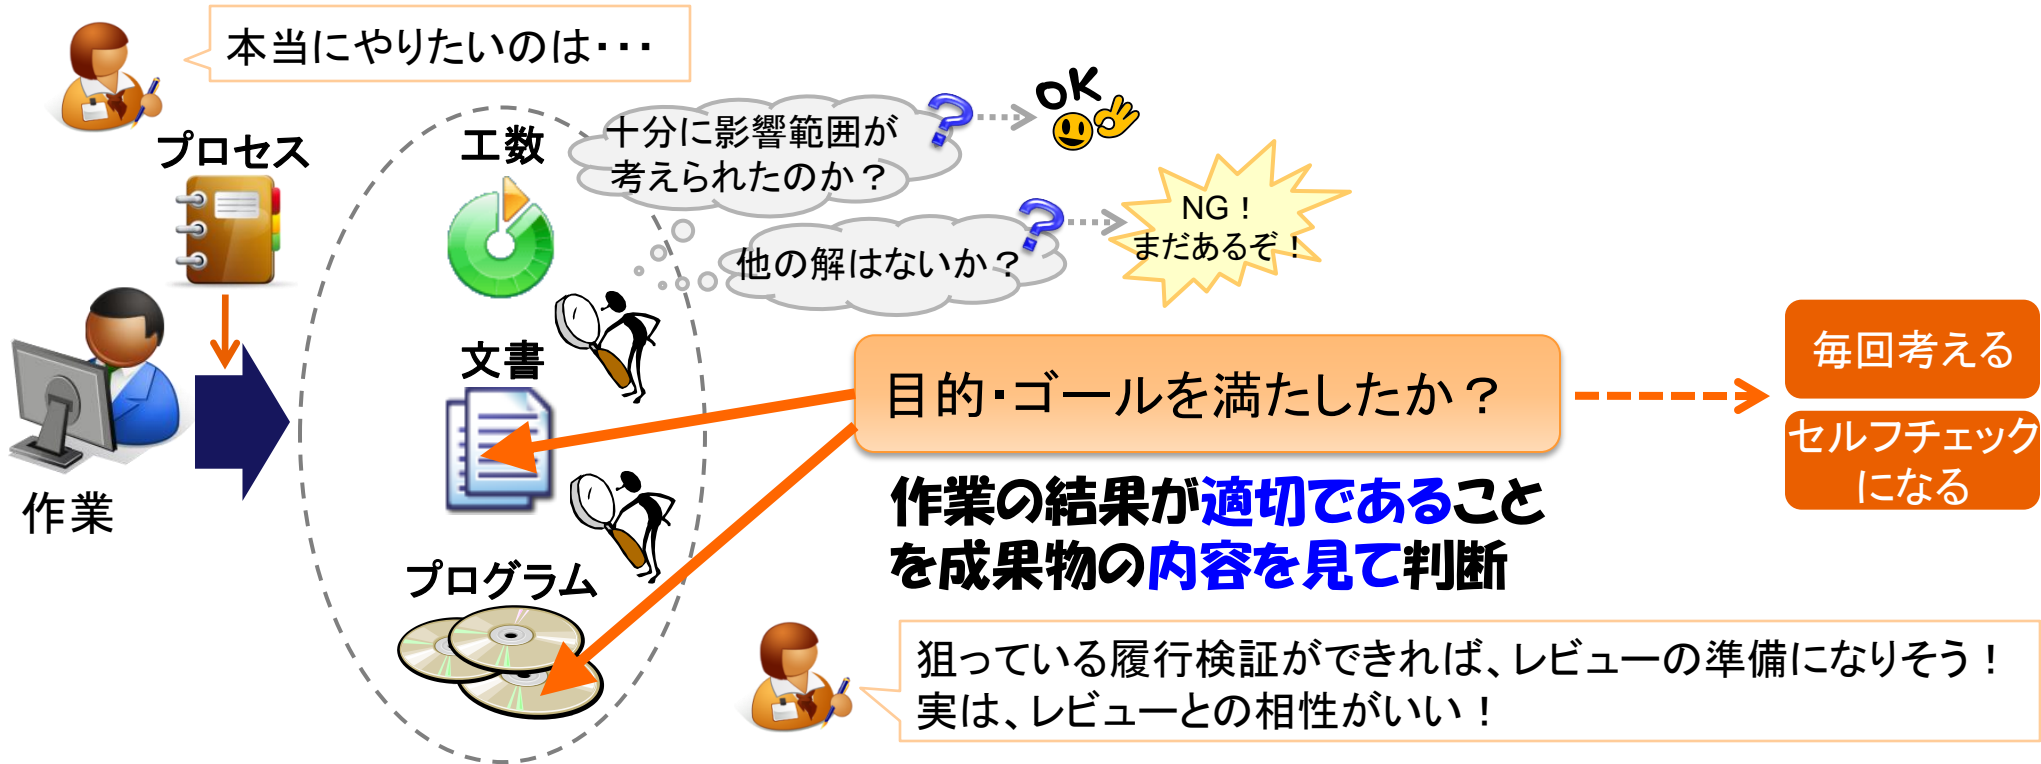 本当にやりたいのは・・・
プロセス
作業
工数
文書
プログラム
十分に影響範囲が
考えられたのか？
OK
他の解はないか？
NG！
まだあるぞ！
目的・ゴールを満たしたか？
毎回考える
セルフチェック
になる
作業の結果が適切であること
を成果物の内容を見て判断
狙っている履行検証ができれば、レビューの準備になりそう！
実は、レビューとの相性がいい！